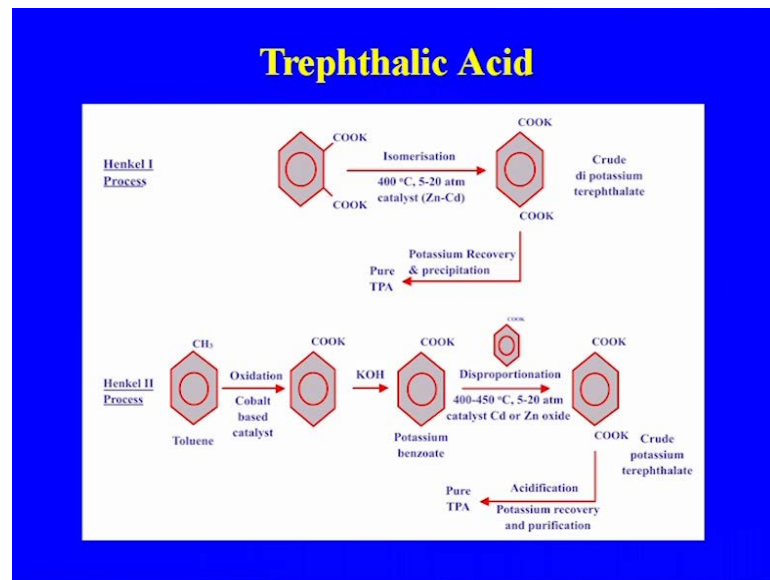 Trephthalic Acid
Henkel I
Process
COOK
COOK
Isomerisation
400 °C, 5-20 atm
catalyst (Zn-Cd)
COOK
COOK
Crude
di potassium
terephthalate
Potassium Recovery
& precipitation
Pure
TPA
Henkel II
Process
CH₃
Toluene
Oxidation
Cobalt
based
catalyst
COOK
KOH
COOK
Potassium
benzoate
COOK
Disproportionation
400-450 °C, 5-20 atm
catalyst Cd or Zn oxide
COOK
COOK
Crude
potassium
terephthalate
Acidification
Potassium recovery
and purification
Pure
TPA